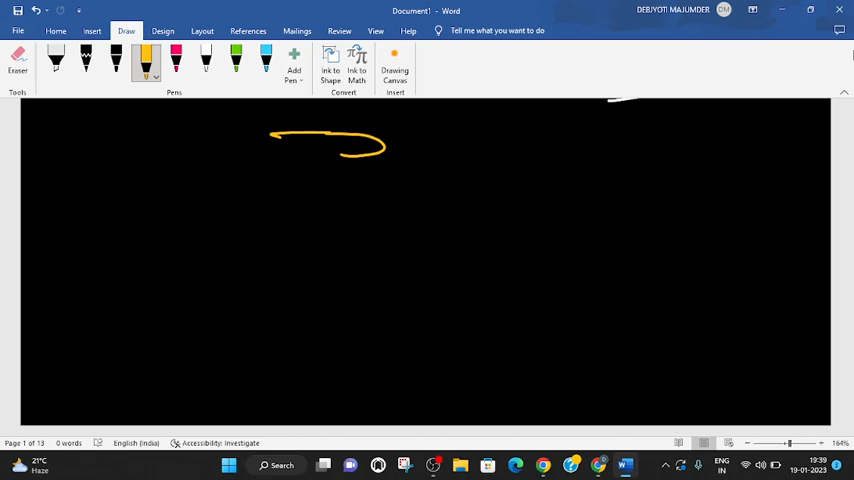 Document1 - Word
DEBJYOTI MAJUMDER
DM
File
Home
Insert
Draw
Design
Layout
References
Mailings
Review
View
Help
Tell me what you want to do
Eraser
Add
Pen
Ink to
Shape
Ink to
Math
Drawing
Canvas
Tools
Pens
Convert
Insert
Page 1 of 13
0 words
English (India)
Accessibility: Investigate
164%
21°C
Haze
Search
ENG
IN
19:39
19-01-2023
3